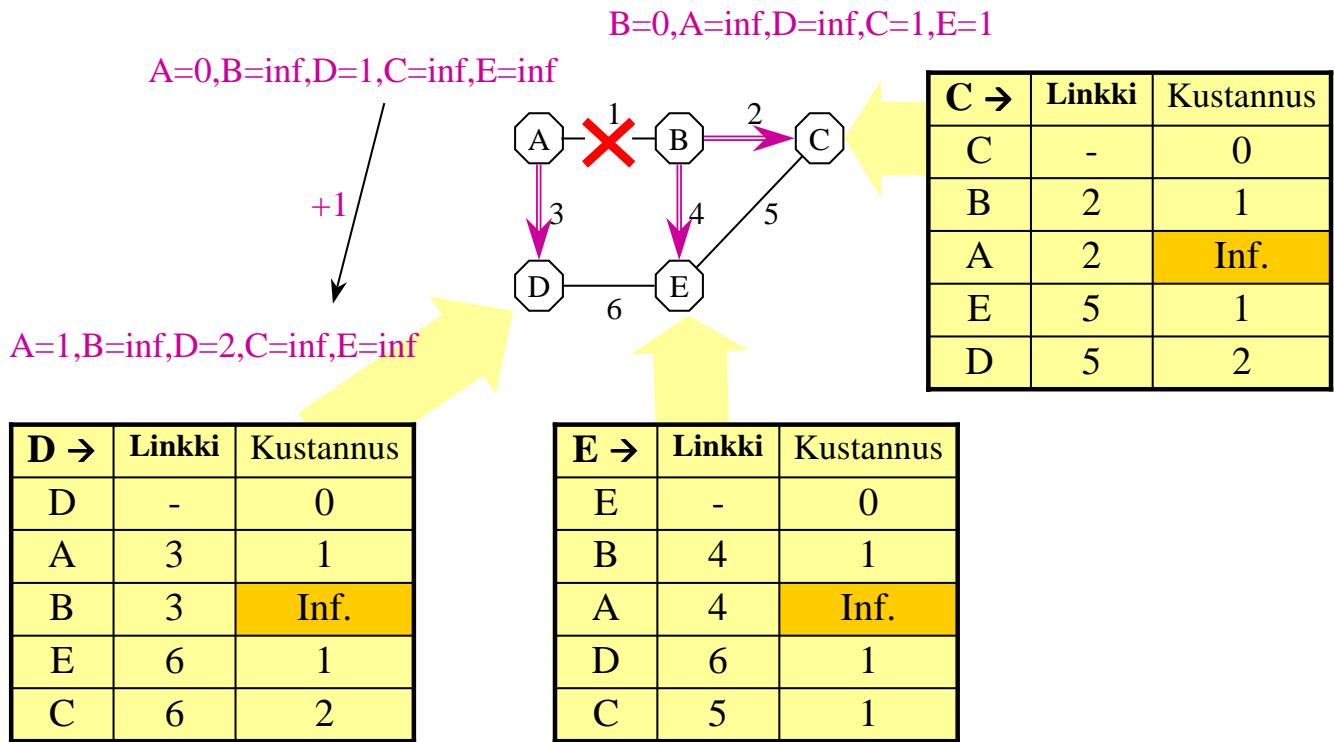 B=0,A=inf,D=inf,C=1,E=1
A=0,B=inf,D=1,C=inf,E=inf
+1
A=1,B=inf,D=2,C=inf,E=inf
1 2
A B C
3 4 5
D E
6
C → Linkki Kustannus
C - 0
B 2 1
A 2 Inf.
E 5 1
D 5 2
D → Linkki Kustannus
D - 0
A 3 1
B 3 Inf.
E 6 1
C 6 2
E → Linkki Kustannus
E - 0
B 4 1
A 4 Inf.
D 6 1
C 5 1